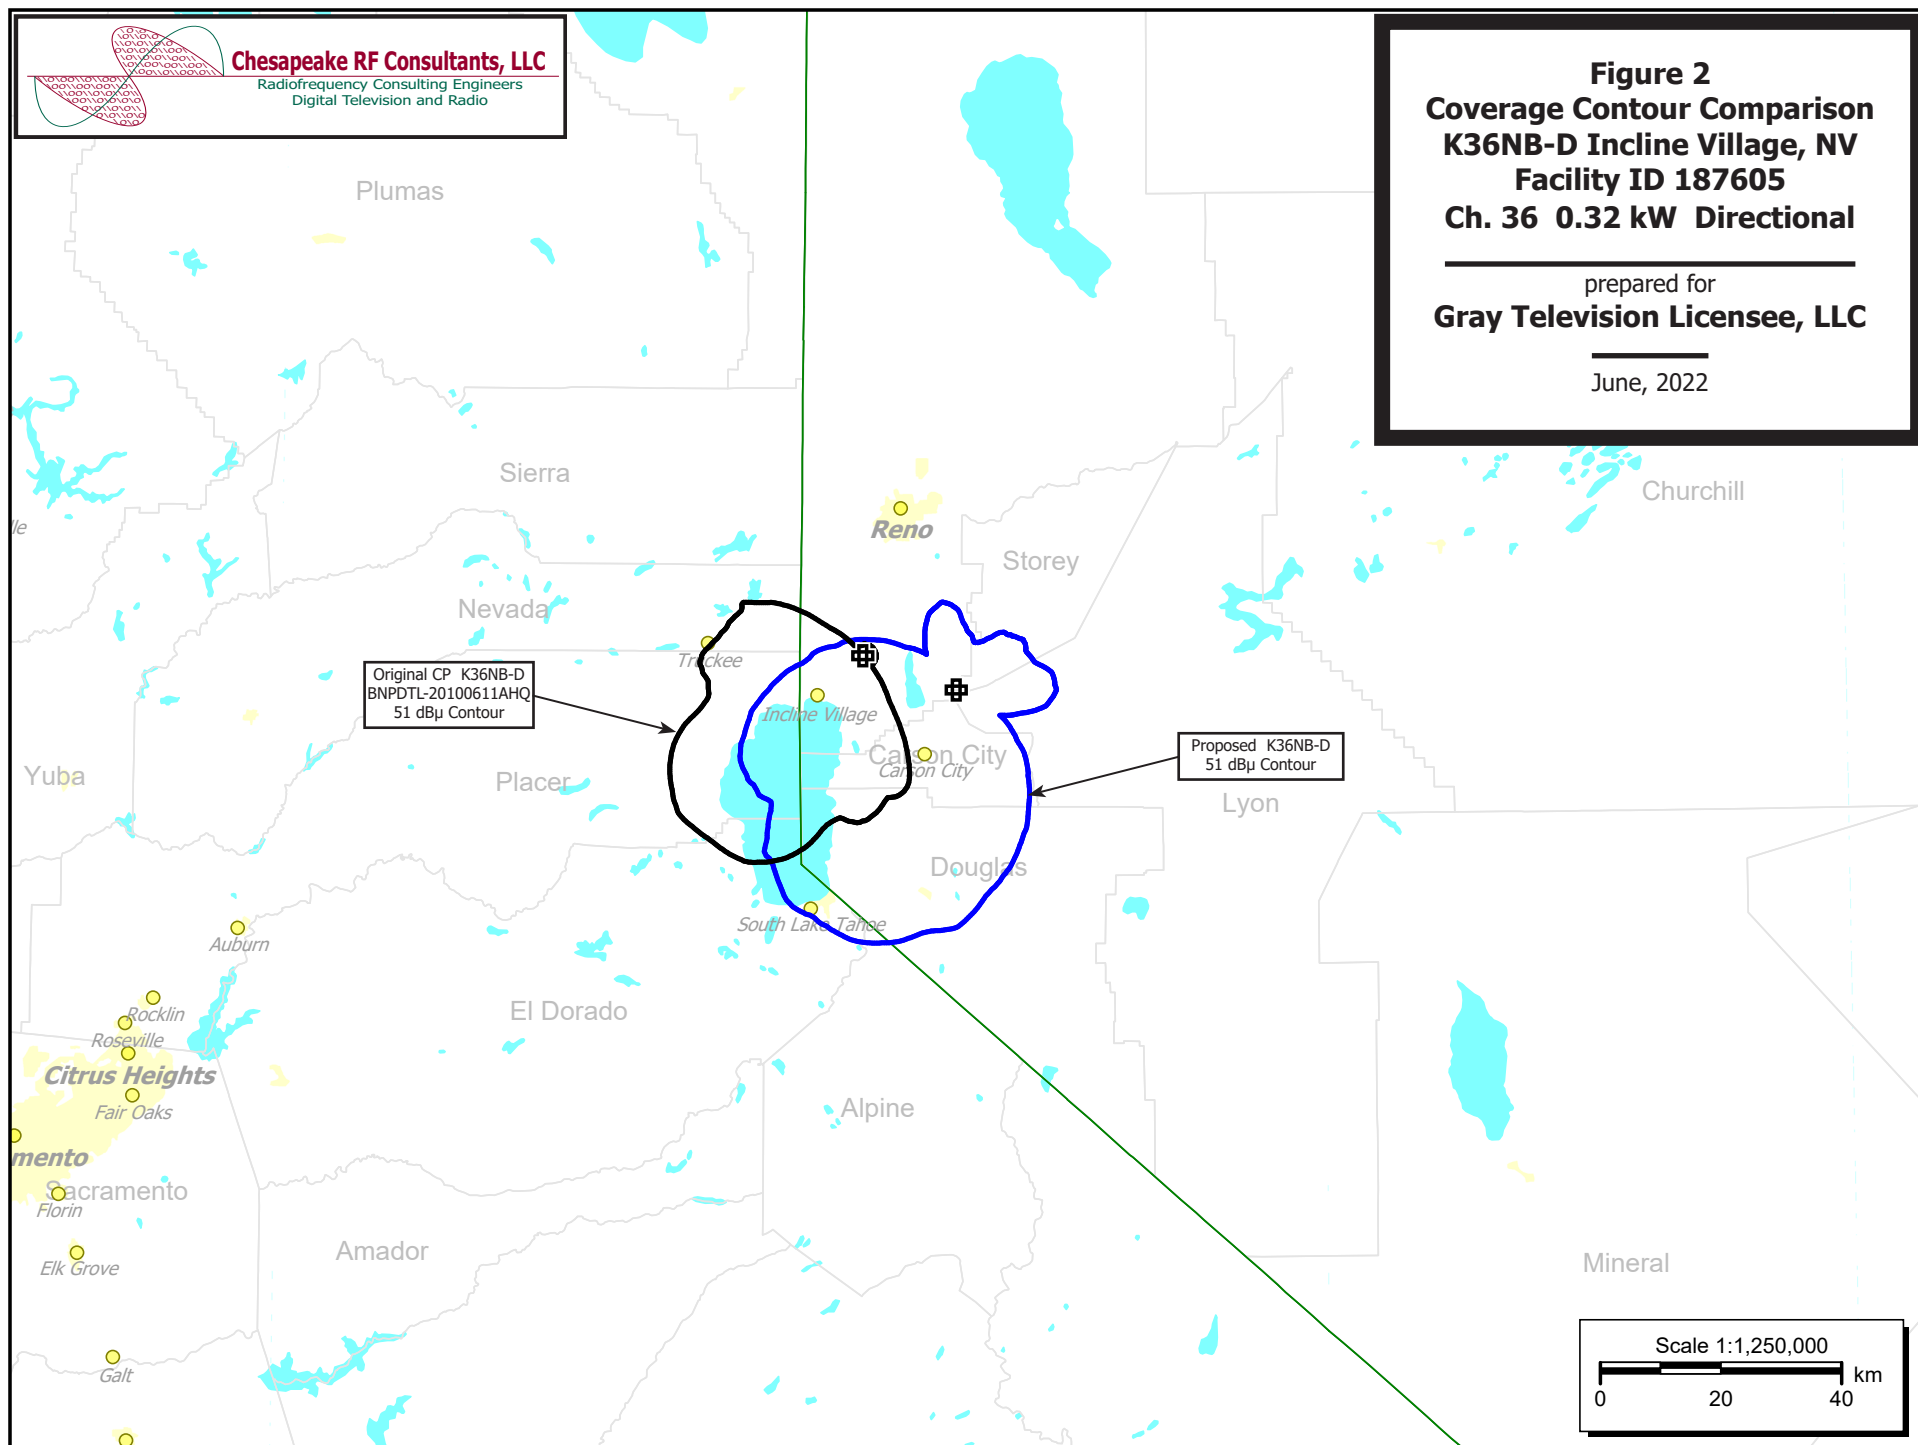 Chesapeake RF Consultants, LLC
Radiofrequency Consulting Engineers
Digital Television and Radio
Figure 2
Coverage Contour Comparison
K36NB-D Incline Village, NV
Facility ID 187605
Ch. 36 0.32 kW Directional
prepared for
Gray Television Licensee, LLC
June, 2022
Plumas
Sierra
Churchill
lle
Reno
Storey
Nevada
Truckee
Original CP K36NB-D
BNPDTL-20100611AHQ
51 dBµ Contour
Incline Village
Carson City
Carson City
Proposed K36NB-D
51 dBµ Contour
Yuba
Placer
Lyon
Douglas
South Lake Tahoe
Auburn
El Dorado
Rocklin
Roseville
Citrus Heights
Fair Oaks
Alpine
mento
Sacramento
Florin
Amador
Elk Grove
Mineral
Galt
Scale 1:1,250,000
km
0 20 40